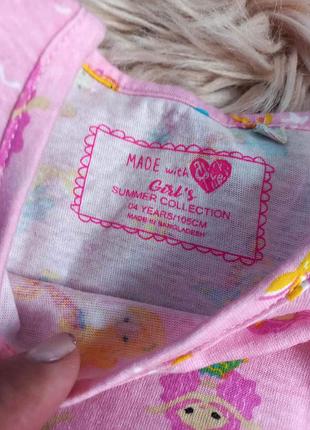 MADE with Love
Girl's
SUMMER COLLECTION
04 YEARS/105CM
MADE IN BANGLADESH